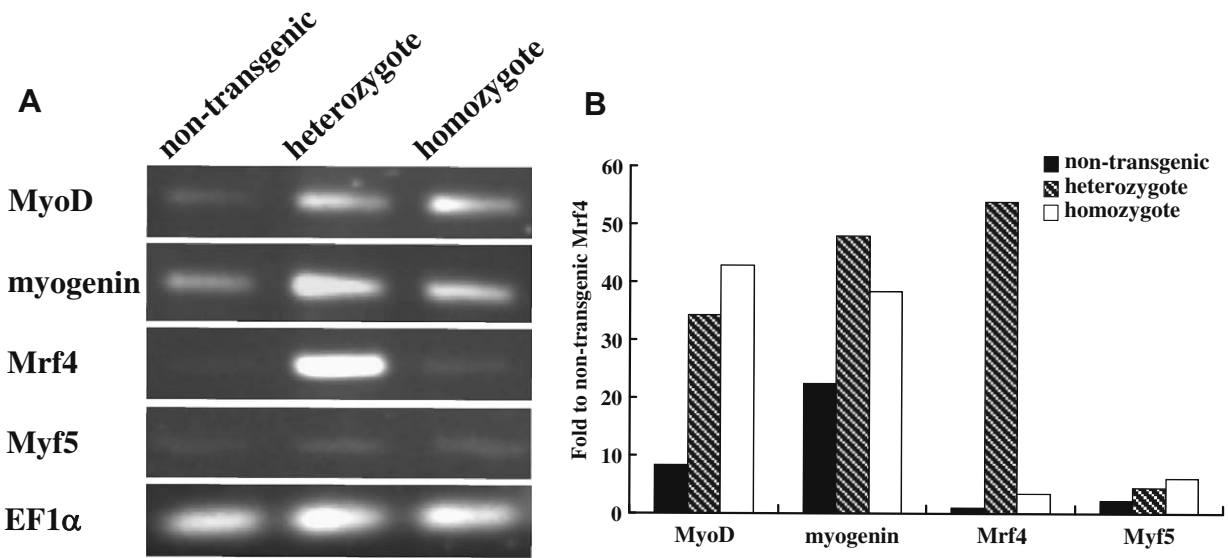 A
non-transgenic
heterozygote
homozygote
MyoD
myogenin
Mrf4
Myf5
EF1α
B
Fold to non-transgenic Mrf4
60
50
40
30
20
10
0
non-transgenic
heterozygote
homozygote
MyoD
myogenin
Mrf4
Myf5